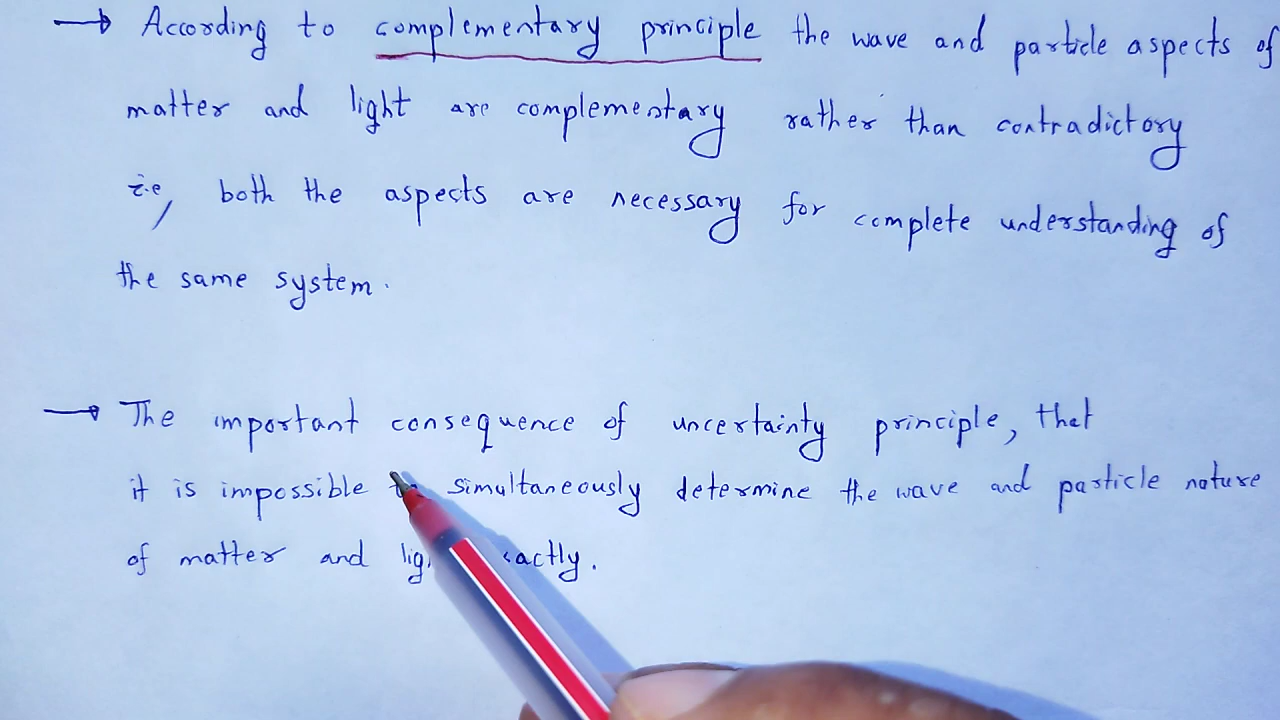 → According to complementary principle the wave and particle aspects of
matter and light are complementary rather than contradictory
i.e, both the aspects are necessary for complete understanding of
the same system.
→ The important consequence of uncertainty principle, that
it is impossible simultaneously determine the wave and particle nature
of matter and